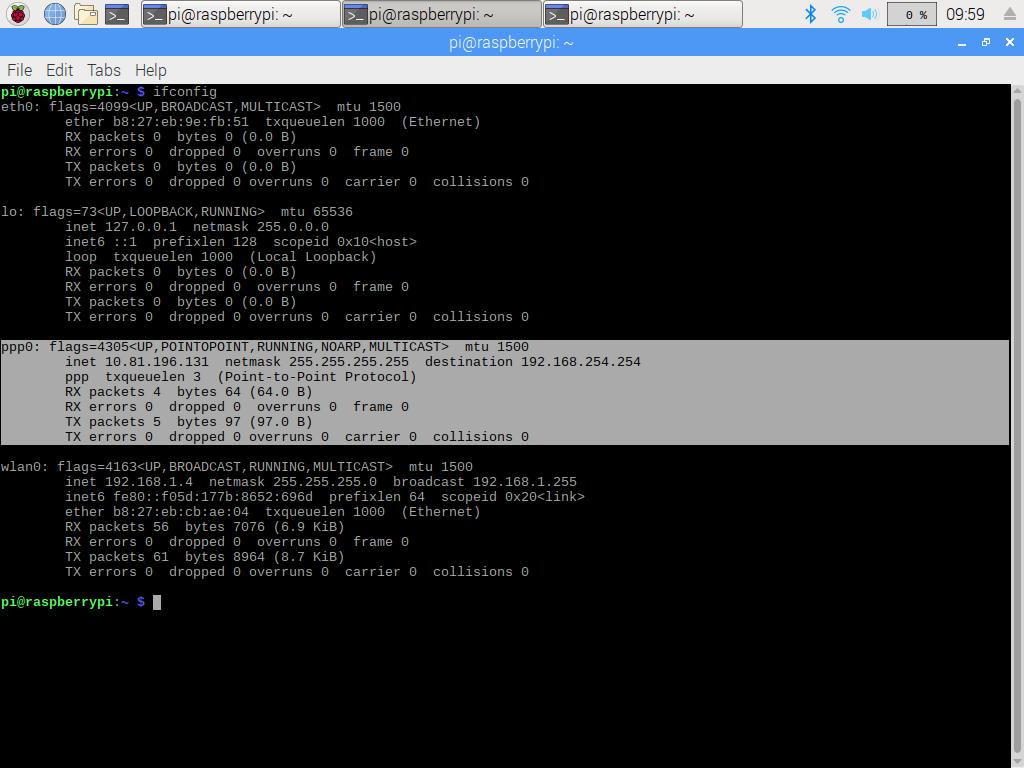 pi@raspberrypi: ~ pi@raspberrypi: ~ pi@raspberrypi: ~ 0 % 09:59
pi@raspberrypi: ~
File Edit Tabs Help
pi@raspberrypi:~ $ ifconfig
eth0: flags=4099<UP,BROADCAST,MULTICAST>  mtu 1500
        ether b8:27:eb:9e:fb:51  txqueuelen 1000  (Ethernet)
        RX packets 0  bytes 0 (0.0 B)
        RX errors 0  dropped 0  overruns 0  frame 0
        TX packets 0  bytes 0 (0.0 B)
        TX errors 0  dropped 0 overruns 0  carrier 0  collisions 0

lo: flags=73<UP,LOOPBACK,RUNNING>  mtu 65536
        inet 127.0.0.1  netmask 255.0.0.0
        inet6 ::1  prefixlen 128  scopeid 0x10<host>
        loop  txqueuelen 1000  (Local Loopback)
        RX packets 0  bytes 0 (0.0 B)
        RX errors 0  dropped 0  overruns 0  frame 0
        TX packets 0  bytes 0 (0.0 B)
        TX errors 0  dropped 0 overruns 0  carrier 0  collisions 0

ppp0: flags=4305<UP,POINTOPOINT,RUNNING,NOARP,MULTICAST>  mtu 1500
        inet 10.81.196.131  netmask 255.255.255.255  destination 192.168.254.254
        ppp  txqueuelen 3  (Point-to-Point Protocol)
        RX packets 4  bytes 64 (64.0 B)
        RX errors 0  dropped 0  overruns 0  frame 0
        TX packets 5  bytes 97 (97.0 B)
        TX errors 0  dropped 0 overruns 0  carrier 0  collisions 0

wlan0: flags=4163<UP,BROADCAST,RUNNING,MULTICAST>  mtu 1500
        inet 192.168.1.4  netmask 255.255.255.0  broadcast 192.168.1.255
        inet6 fe80::f05d:177b:8652:696d  prefixlen 64  scopeid 0x20<link>
        ether b8:27:eb:cb:ae:04  txqueuelen 1000  (Ethernet)
        RX packets 56  bytes 7076 (6.9 KiB)
        RX errors 0  dropped 0  overruns 0  frame 0
        TX packets 61  bytes 8964 (8.7 KiB)
        TX errors 0  dropped 0 overruns 0  carrier 0  collisions 0

pi@raspberrypi:~ $